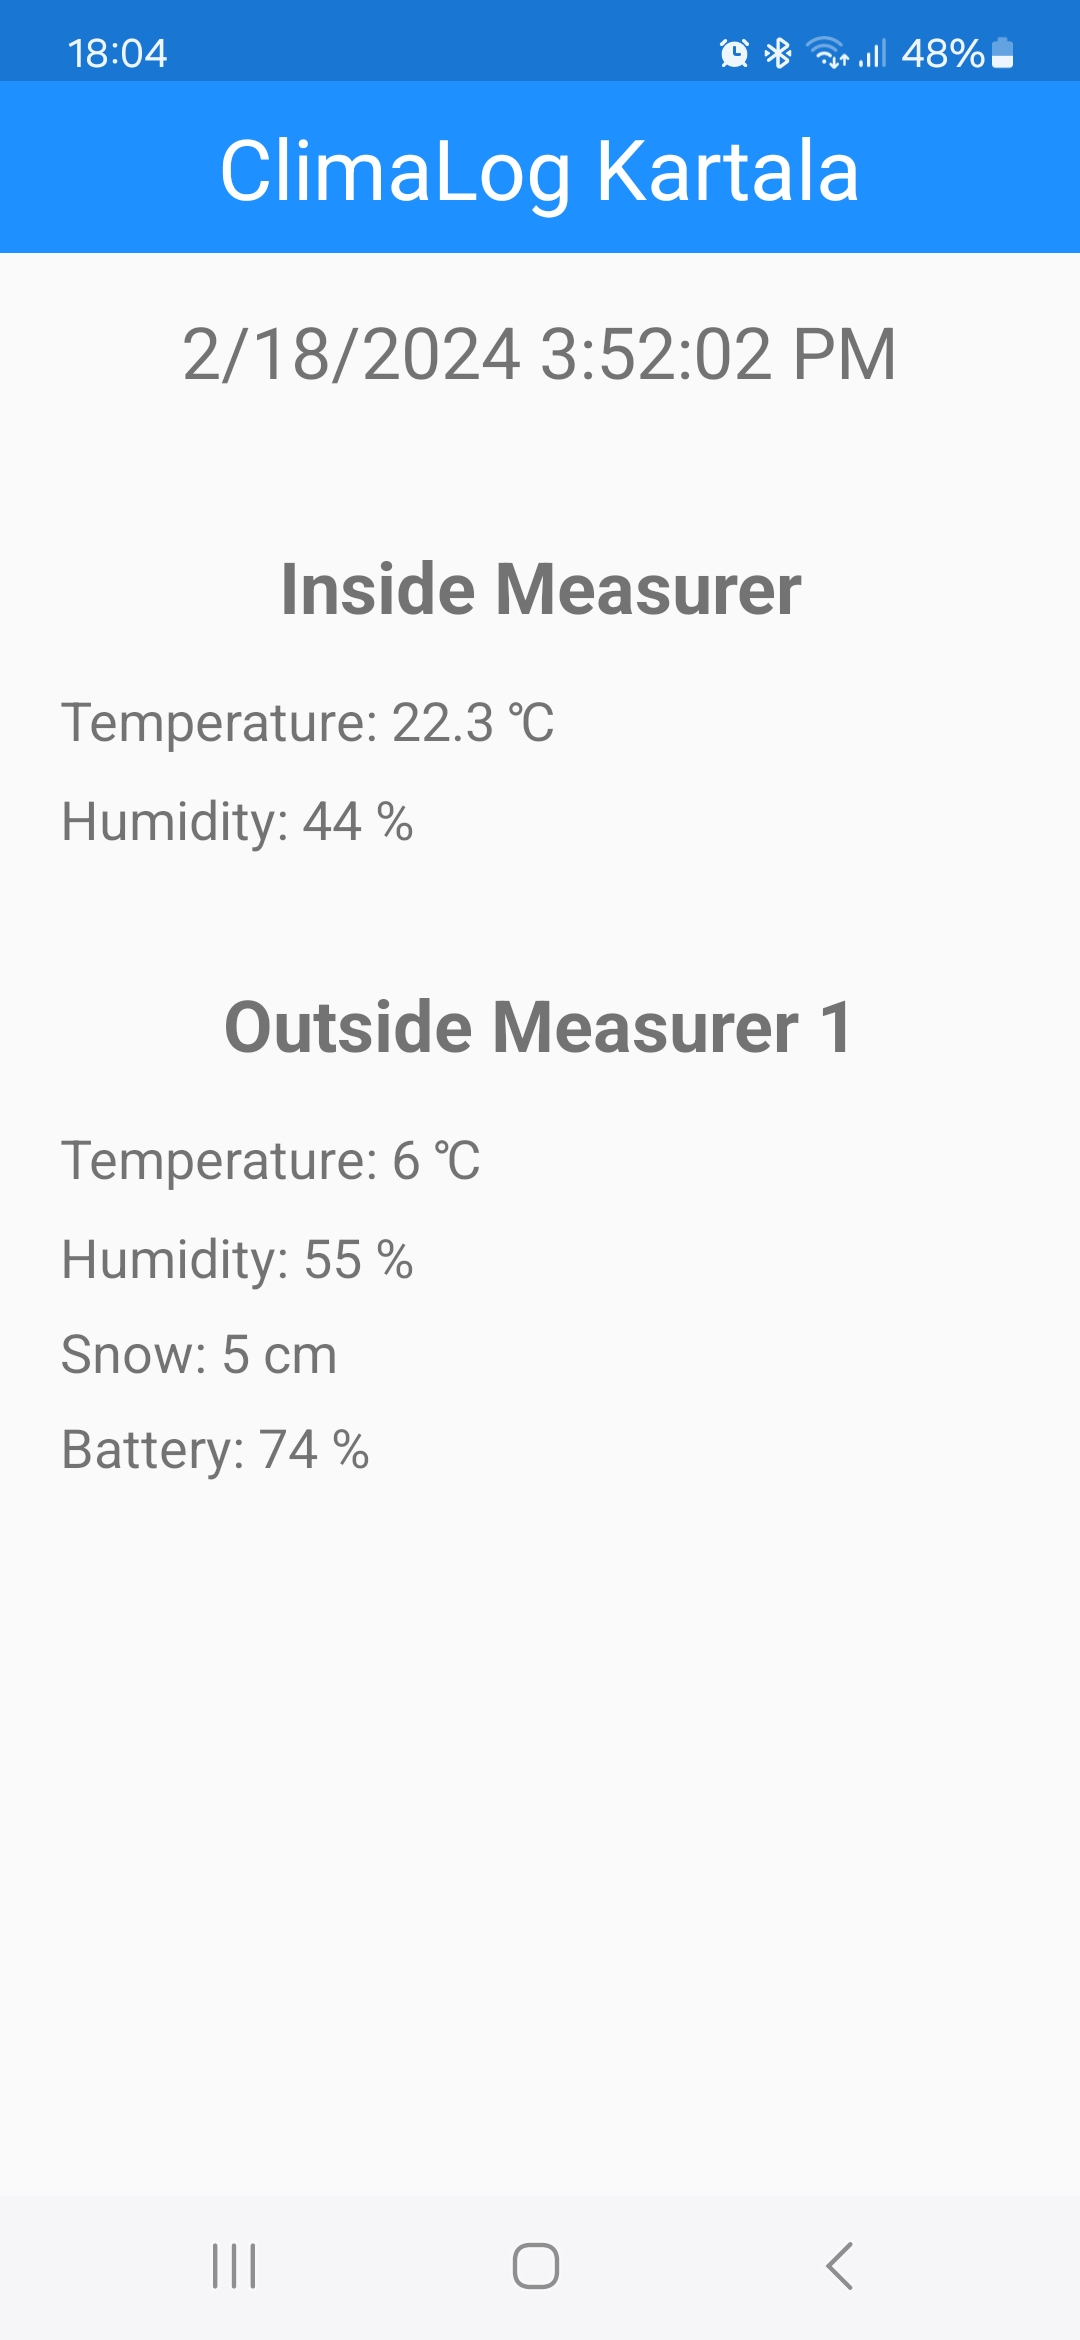 18:04 48%
ClimaLog Kartala
2/18/2024 3:52:02 PM
Inside Measurer
Temperature: 22.3 ℃
Humidity: 44 %
Outside Measurer 1
Temperature: 6 ℃
Humidity: 55 %
Snow: 5 cm
Battery: 74 %